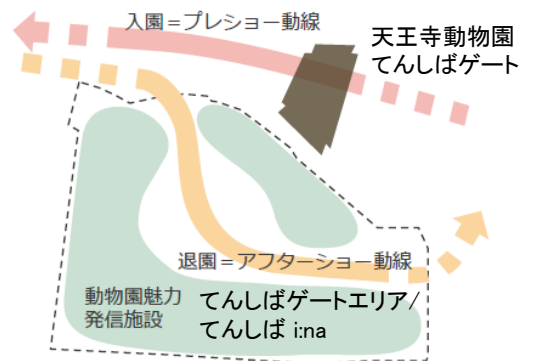 入園＝プレショー動線
天王寺動物園
てんしばゲート
退園＝アフターショー動線
動物園魅力
発信施設
てんしばゲートエリア/
てんしば i:na